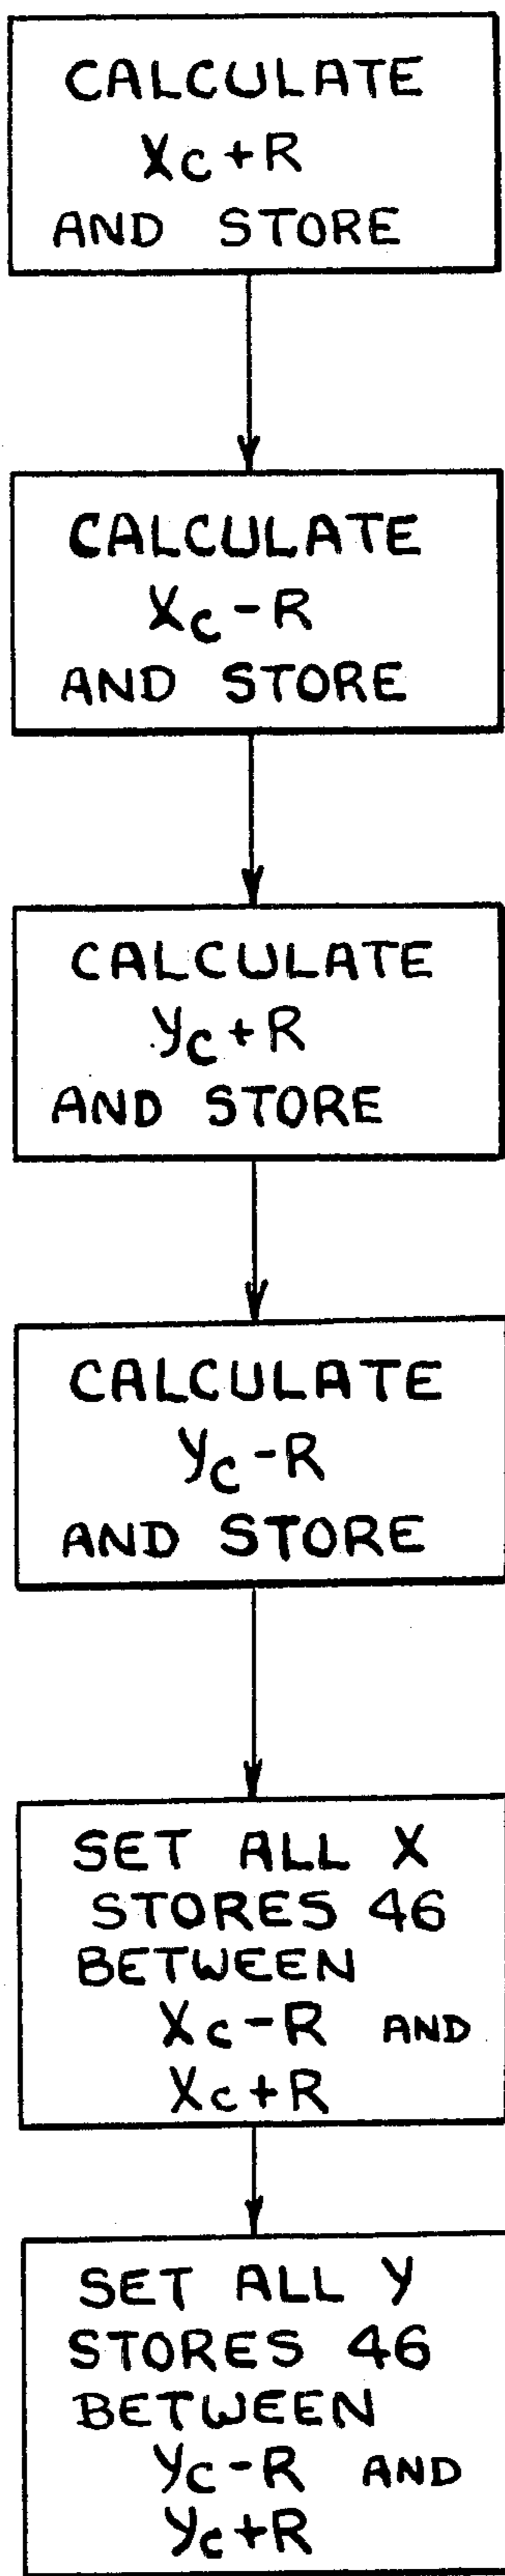 CALCULATE
Xc+R
AND STORE
CALCULATE
Xc-R
AND STORE
CALCULATE
Yc+R
AND STORE
CALCULATE
Yc-R
AND STORE
SET ALL X
STORES 46
BETWEEN
Xc-R AND
Xc+R
SET ALL Y
STORES 46
BETWEEN
Yc-R AND
Yc+R